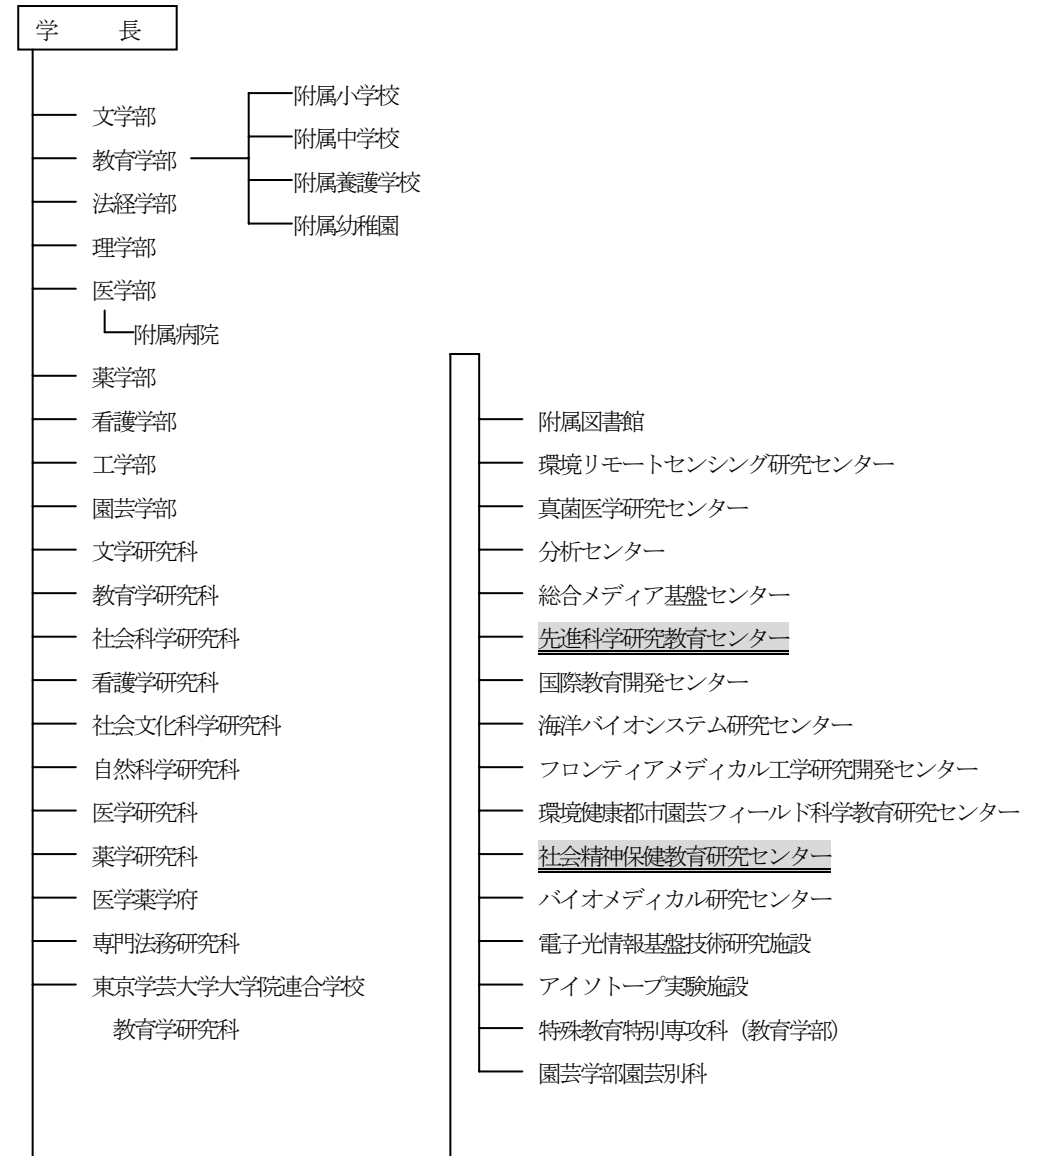 学　　長
文学部
教育学部
附属小学校
附属中学校
附属養護学校
附属幼稚園
法経学部
理学部
医学部
附属病院
薬学部
看護学部
工学部
園芸学部
文学研究科
教育学研究科
社会科学研究科
看護学研究科
社会文化科学研究科
自然科学研究科
医学研究科
薬学研究科
医学薬学府
専門法務研究科
東京学芸大学大学院連合学校
教育学研究科
附属図書館
環境リモートセンシング研究センター
真菌医学研究センター
分析センター
総合メディア基盤センター
先進科学研究教育センター
国際教育開発センター
海洋バイオシステム研究センター
フロンティアメディカル工学研究開発センター
環境健康都市園芸フィールド科学教育研究センター
社会精神保健教育研究センター
バイオメディカル研究センター
電子光情報基盤技術研究施設
アイソトープ実験施設
特殊教育特別専攻科（教育学部）
園芸学部園芸別科